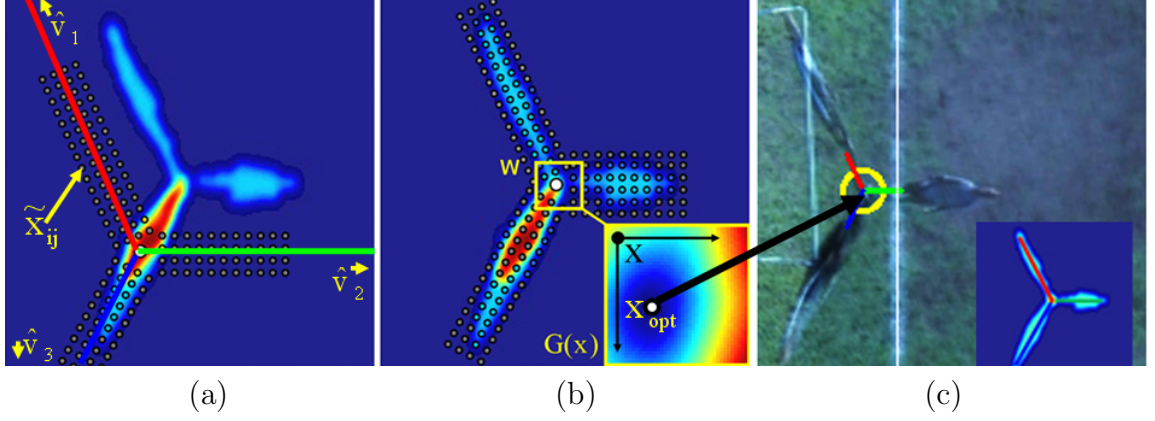 v̂ 1
x̃ij
v̂ 2
v̂ 3
W
X
Xopt
G(x)
(a)
(b)
(c)